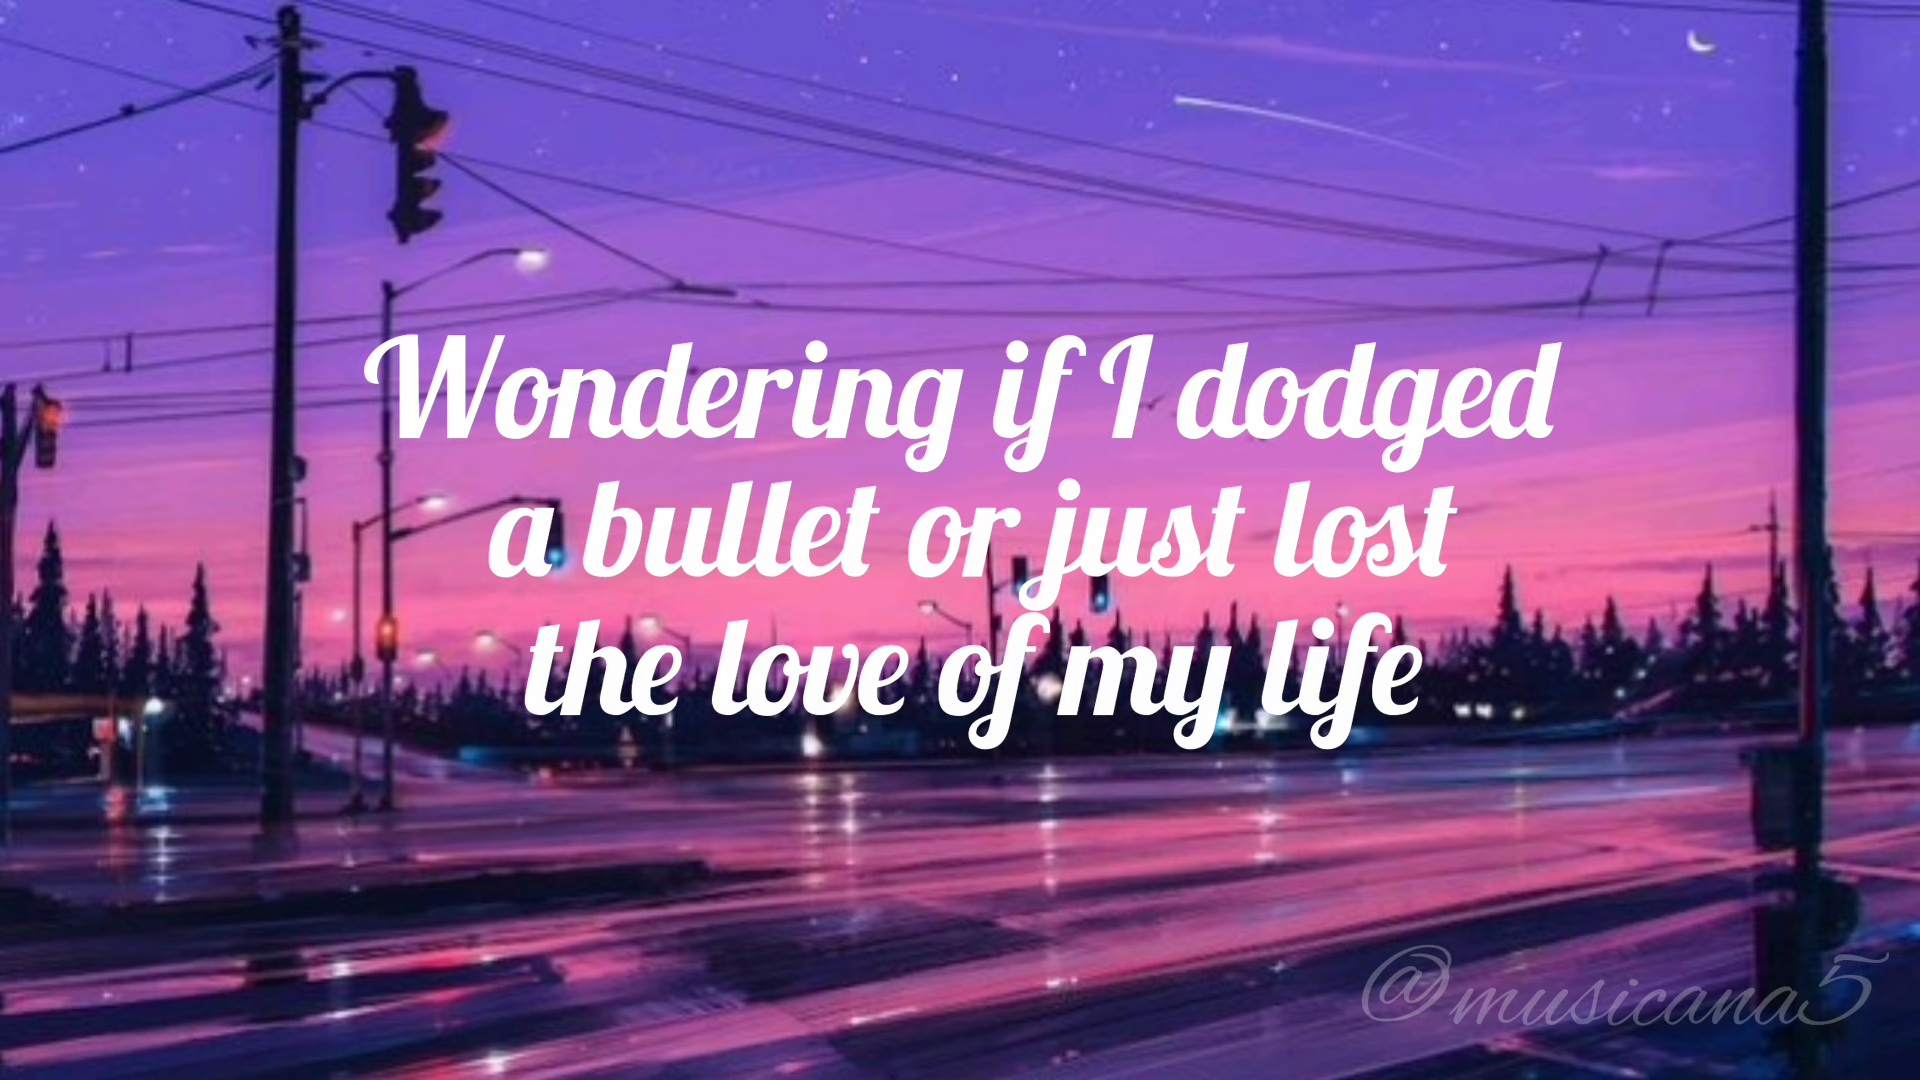 Wondering if I dodged
a bullet or just lost
the love of my life
@musicana5